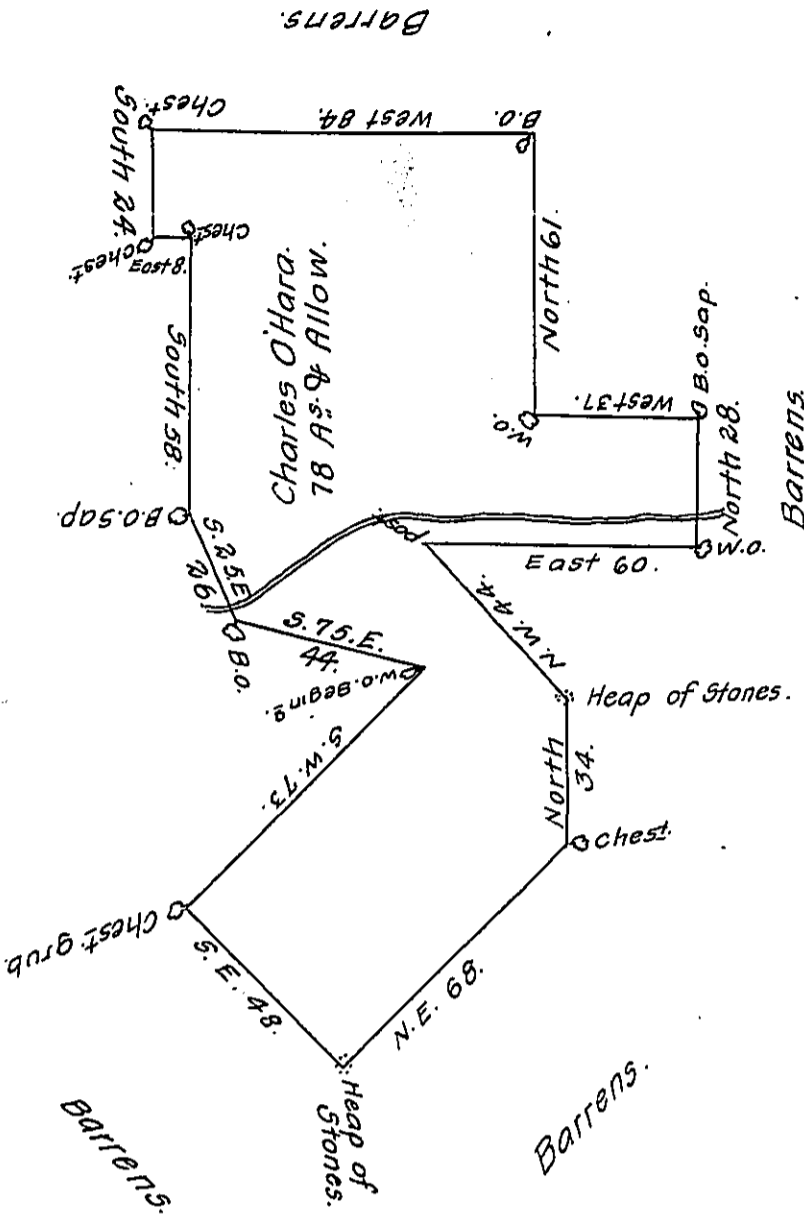 Barrens.
Chest.
West 84.
B.O.
South 24.
Chest.
East 8.
Chest
Charles O'Hara.
78 As. & Allow.
North 61.
South 58.
W.O.
West 37.
B.O. Sap.
North 28.
Barrens.
B.O. Sap.
S. 25 E.
26
post
East 60.
W.O.
B.O.
S. 75. E.
44.
W.O. Begin g.
N.W. 44.
Heap of Stones.
S.W. 73.
North
34.
Chest.
Chest. grub.
S. E. 48.
N.E. 68.
Heap of
Stones.
Barrens.
Barrens.